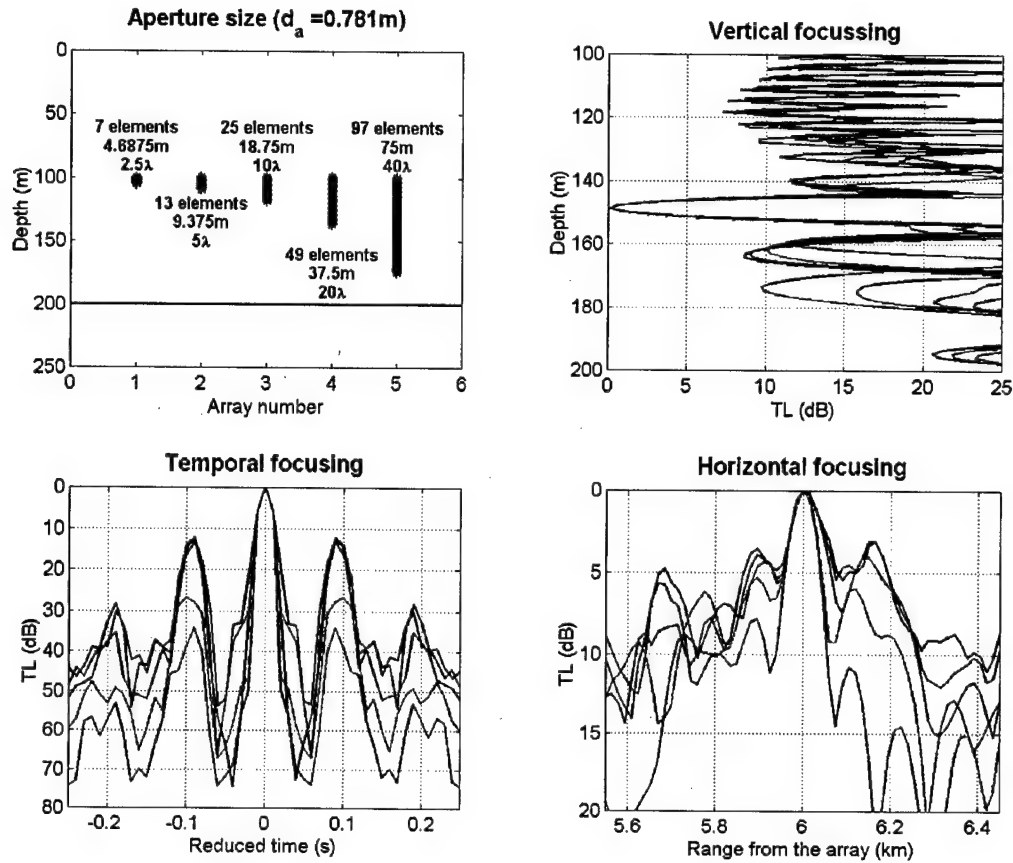 Aperture size (d_a =0.781m)
0
50
100
150
200
250
Depth (m)
7 elements
4.6875m
2.5λ
13 elements
9.375m
5λ
25 elements
18.75m
10λ
49 elements
37.5m
20λ
97 elements
75m
40λ
0 1 2 3 4 5 6
Array number
Vertical focussing
100
120
140
160
180
200
Depth (m)
0 5 10 15 20 25
TL (dB)
Temporal focusing
0
10
20
30
40
50
60
70
80
TL (dB)
-0.2 -0.1 0 0.1 0.2
Reduced time (s)
Horizontal focusing
0
5
10
15
20
TL (dB)
5.6 5.8 6 6.2 6.4
Range from the array (km)